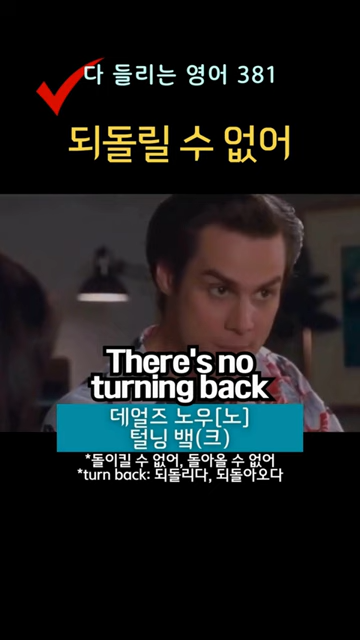 다 들리는 영어 381
되돌릴 수 없어
There's no
turning back
데얼즈 노우[노]
털닝 뱈(크)
*돌이킬 수 없어, 돌아올 수 없어
*turn back: 되돌리다, 되돌아오다